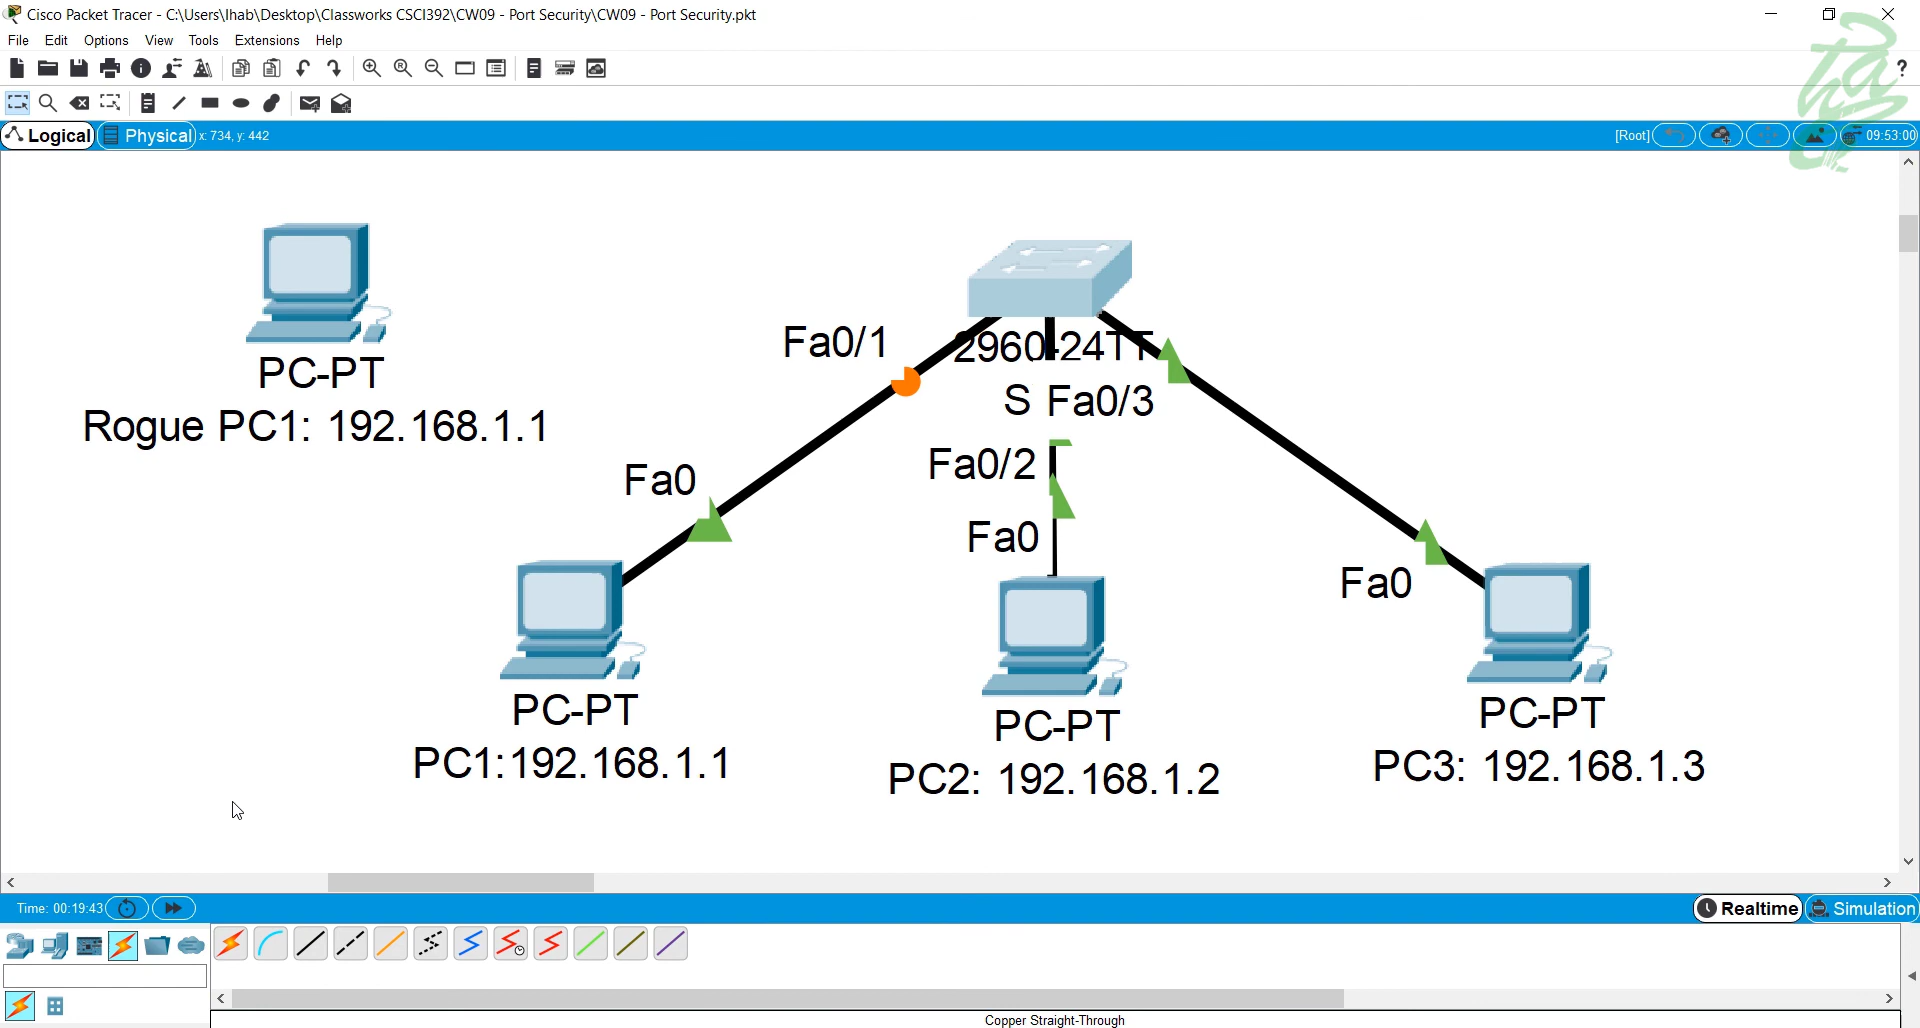 Cisco Packet Tracer - C:\Users\Ihab\Desktop\Classworks CSCI392\CW09 - Port Security\CW09 - Port Security.pkt
File Edit Options View Tools Extensions Help
?
Logical Physical x: 734, y: 442 [Root] 09:53:00
Fa0/1
2960-24TT
PC-PT
S Fa0/3
Rogue PC1: 192.168.1.1
Fa0/2
Fa0
Fa0
Fa0
PC-PT
PC1:192.168.1.1
PC-PT
PC2: 192.168.1.2
PC-PT
PC3: 192.168.1.3
Time: 00:19:43 Realtime Simulation
Copper Straight-Through